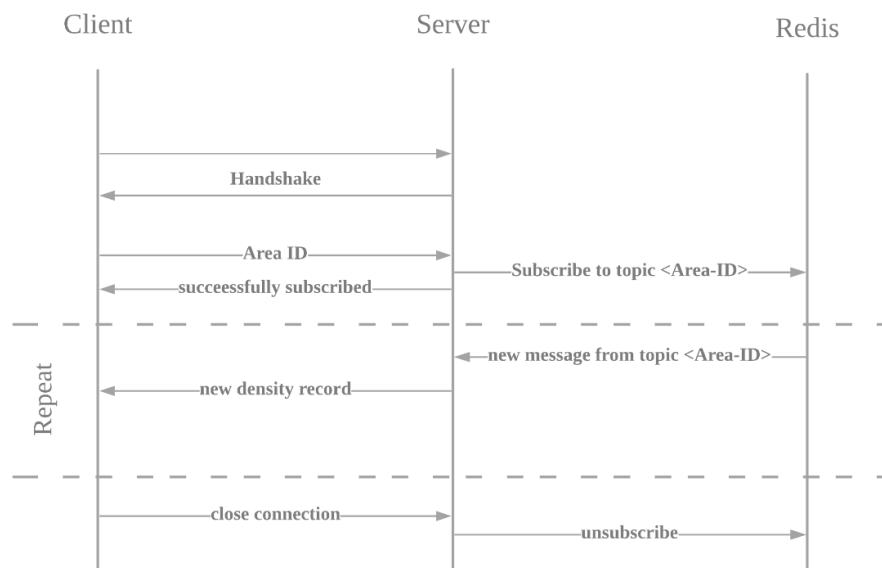 Client
Server
Redis
Handshake
Area ID
Subscribe to topic <Area-ID>
succeessfully subscribed
new message from topic <Area-ID>
Repeat
new density record
close connection
unsubscribe